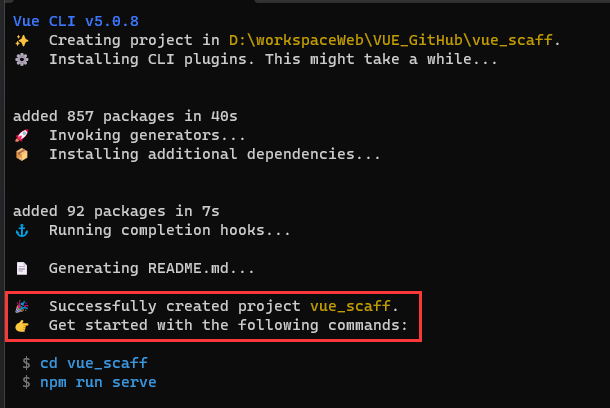 Vue CLI v5.0.8
✨  Creating project in D:\workspaceWeb\VUE_GitHub\vue_scaff.
⚙️  Installing CLI plugins. This might take a while...
added 857 packages in 40s
🚀  Invoking generators...
📦  Installing additional dependencies...
added 92 packages in 7s
⚓  Running completion hooks...
📄  Generating README.md...
🎉  Successfully created project vue_scaff.
👉  Get started with the following commands:
$ cd vue_scaff
$ npm run serve